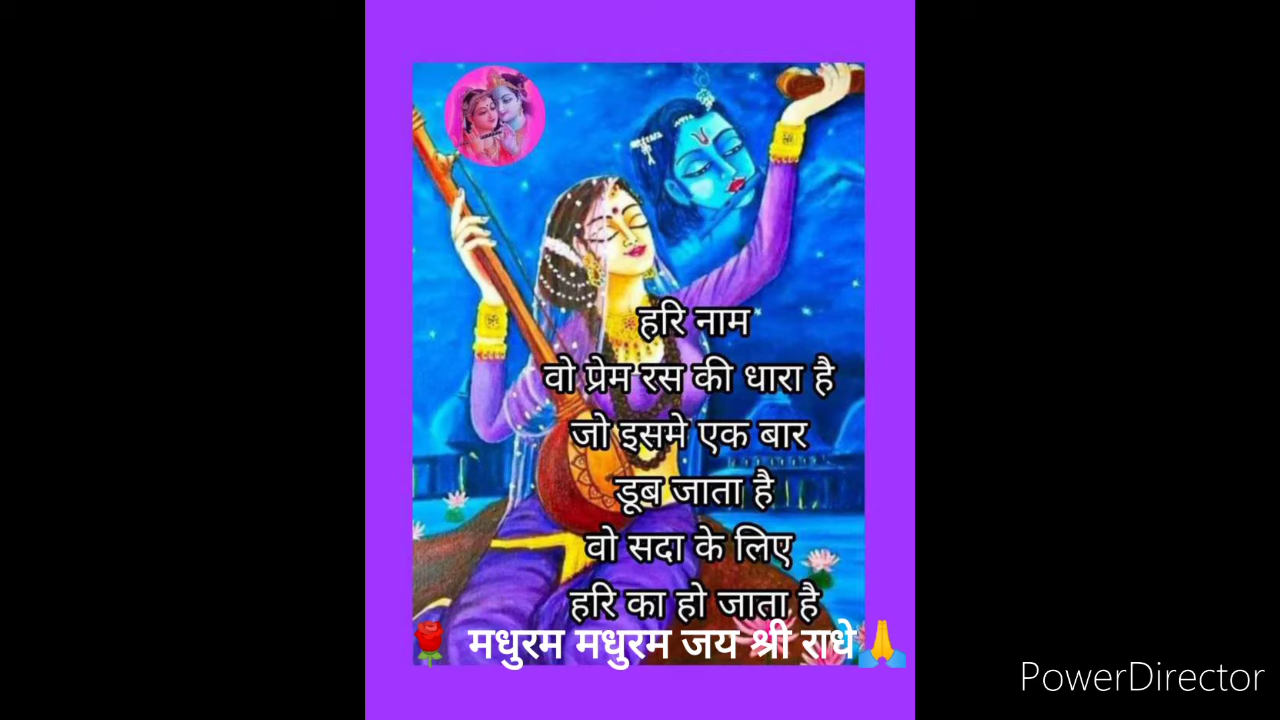 हरि नाम
वो प्रेम रस की धारा है
जो इसमे एक बार
डूब जाता है
वो सदा के लिए
हरि का हो जाता है
🌹 मधुरम मधुरम जय श्री राधे🙏
PowerDirector